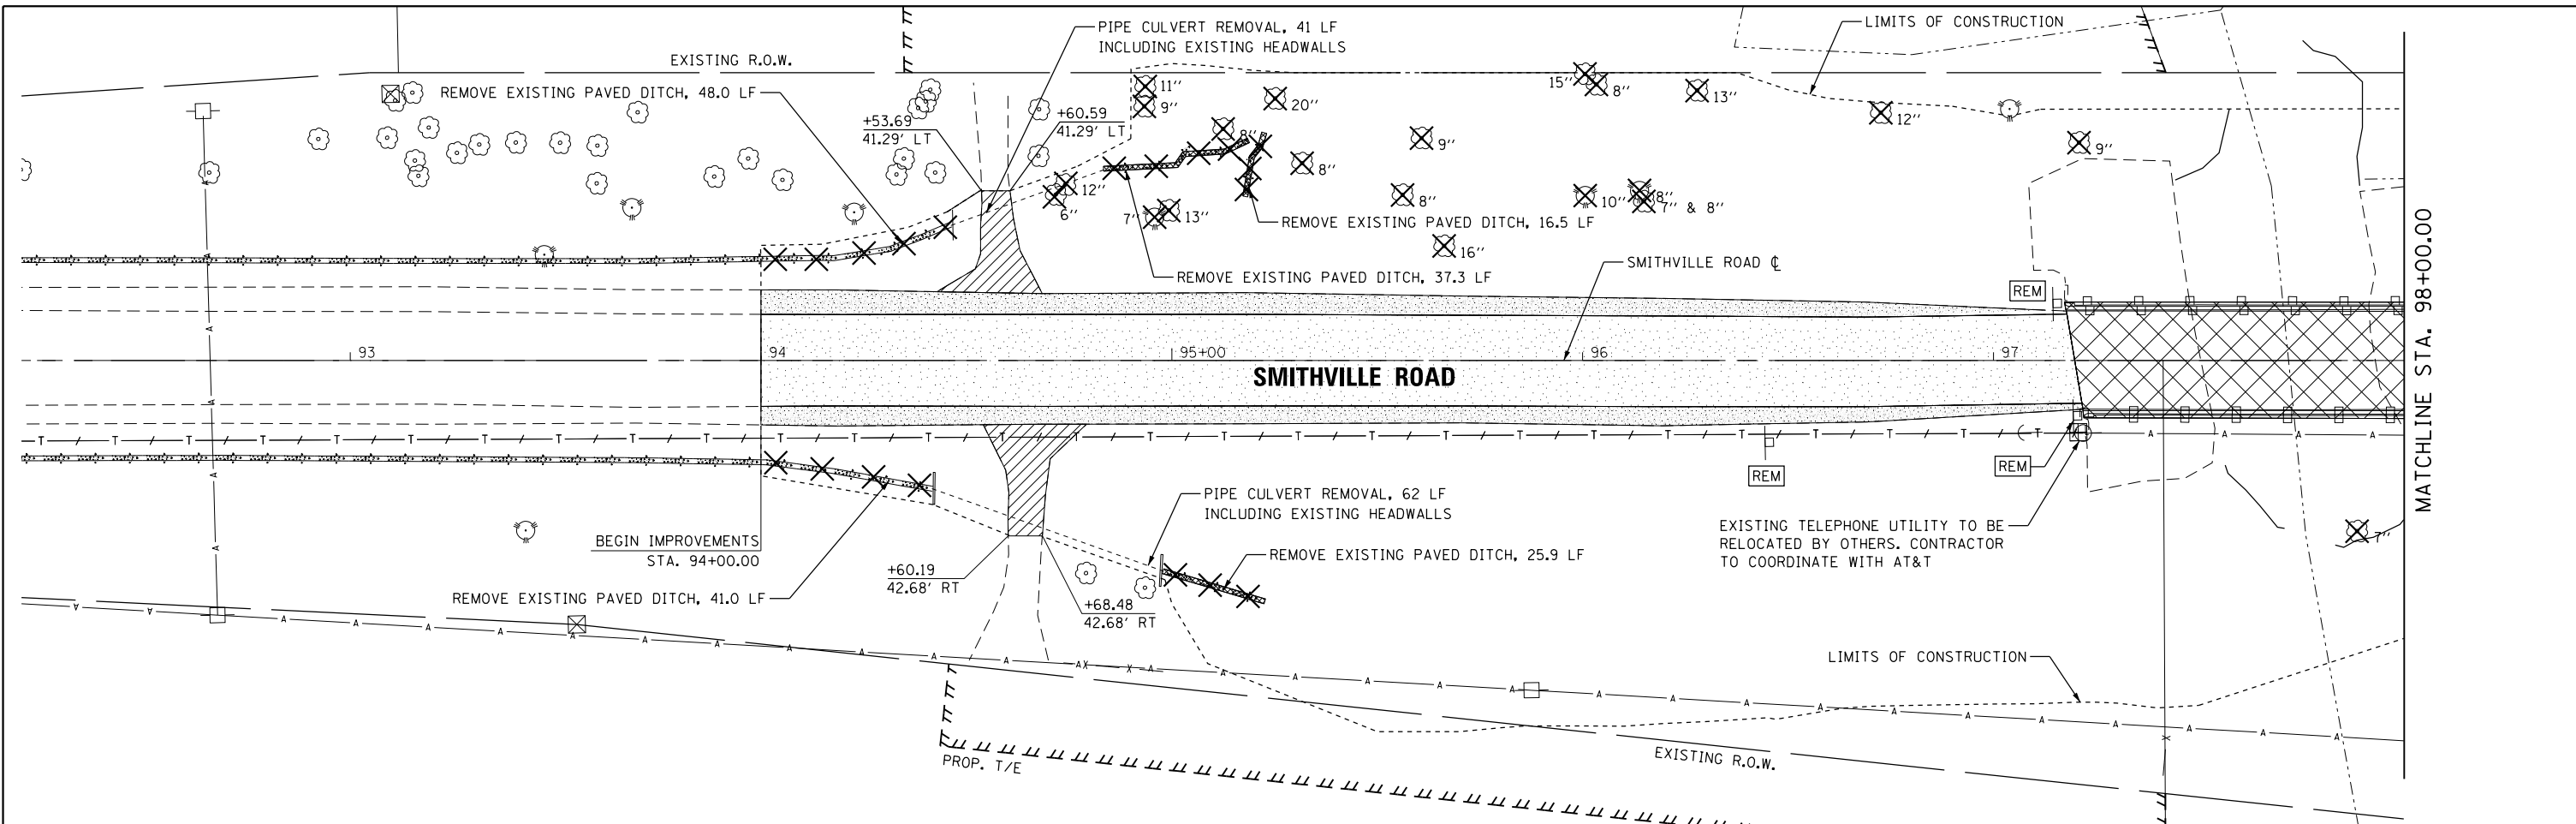 PIPE CULVERT REMOVAL, 41 LF
INCLUDING EXISTING HEADWALLS
LIMITS OF CONSTRUCTION
EXISTING R.O.W.
REMOVE EXISTING PAVED DITCH, 48.0 LF
+53.69
41.29' LT
+60.59
41.29' LT
11''
9''
20''
15''
8''
13''
12''
9''
8''
8''
9''
12''
6''
7''
13''
8''
10''
8''
7'' & 8''
16''
REMOVE EXISTING PAVED DITCH, 16.5 LF
REMOVE EXISTING PAVED DITCH, 37.3 LF
SMITHVILLE ROAD ℄
REM
93
94
95+00
96
97
SMITHVILLE ROAD
MATCHLINE STA. 98+00.00
REM
REM
PIPE CULVERT REMOVAL, 62 LF
INCLUDING EXISTING HEADWALLS
EXISTING TELEPHONE UTILITY TO BE
RELOCATED BY OTHERS. CONTRACTOR
TO COORDINATE WITH AT&T
7''
BEGIN IMPROVEMENTS
STA. 94+00.00
REMOVE EXISTING PAVED DITCH, 25.9 LF
+60.19
42.68' RT
REMOVE EXISTING PAVED DITCH, 41.0 LF
+68.48
42.68' RT
LIMITS OF CONSTRUCTION
PROP. T/E
EXISTING R.O.W.